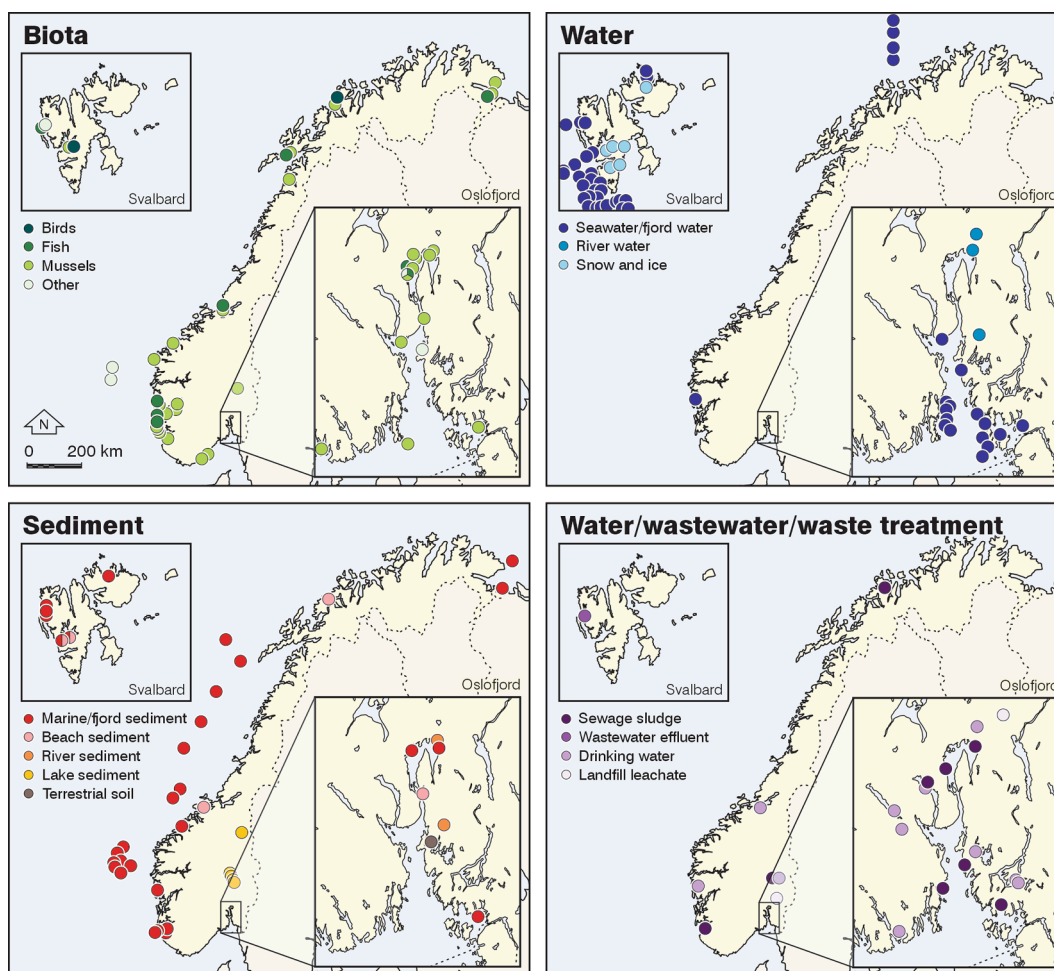 Biota
Svalbard
Oslofjord
Birds
Fish
Mussels
Other
N
0 200 km
Water
Svalbard
Oslofjord
Seawater/fjord water
River water
Snow and ice
Sediment
Svalbard
Oslofjord
Marine/fjord sediment
Beach sediment
River sediment
Lake sediment
Terrestrial soil
Water/wastewater/waste treatment
Svalbard
Oslofjord
Sewage sludge
Wastewater effluent
Drinking water
Landfill leachate